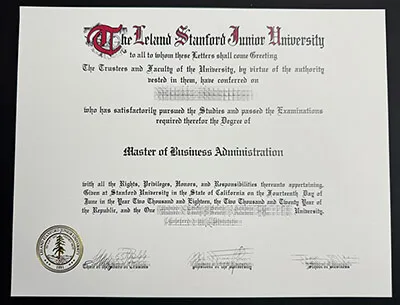 The Leland Stanford Junior University
to all to whom these Letters shall come Greeting
The Trustees and Faculty of the University, by virtue of the authority
vested in them, have conferred on
who has satisfactorily pursued the Studies and passed the Examinations
required therefor the Degree of
Master of Business Administration
with all the Rights, Privileges, Honors, and Responsibilities thereunto appertaining.
Given at Stanford University in the State of California on the Fourteenth Day of
June in the Year Two Thousand and Eighteen, the Two Thousand and Twenty Year of
the Republic, and the One University.